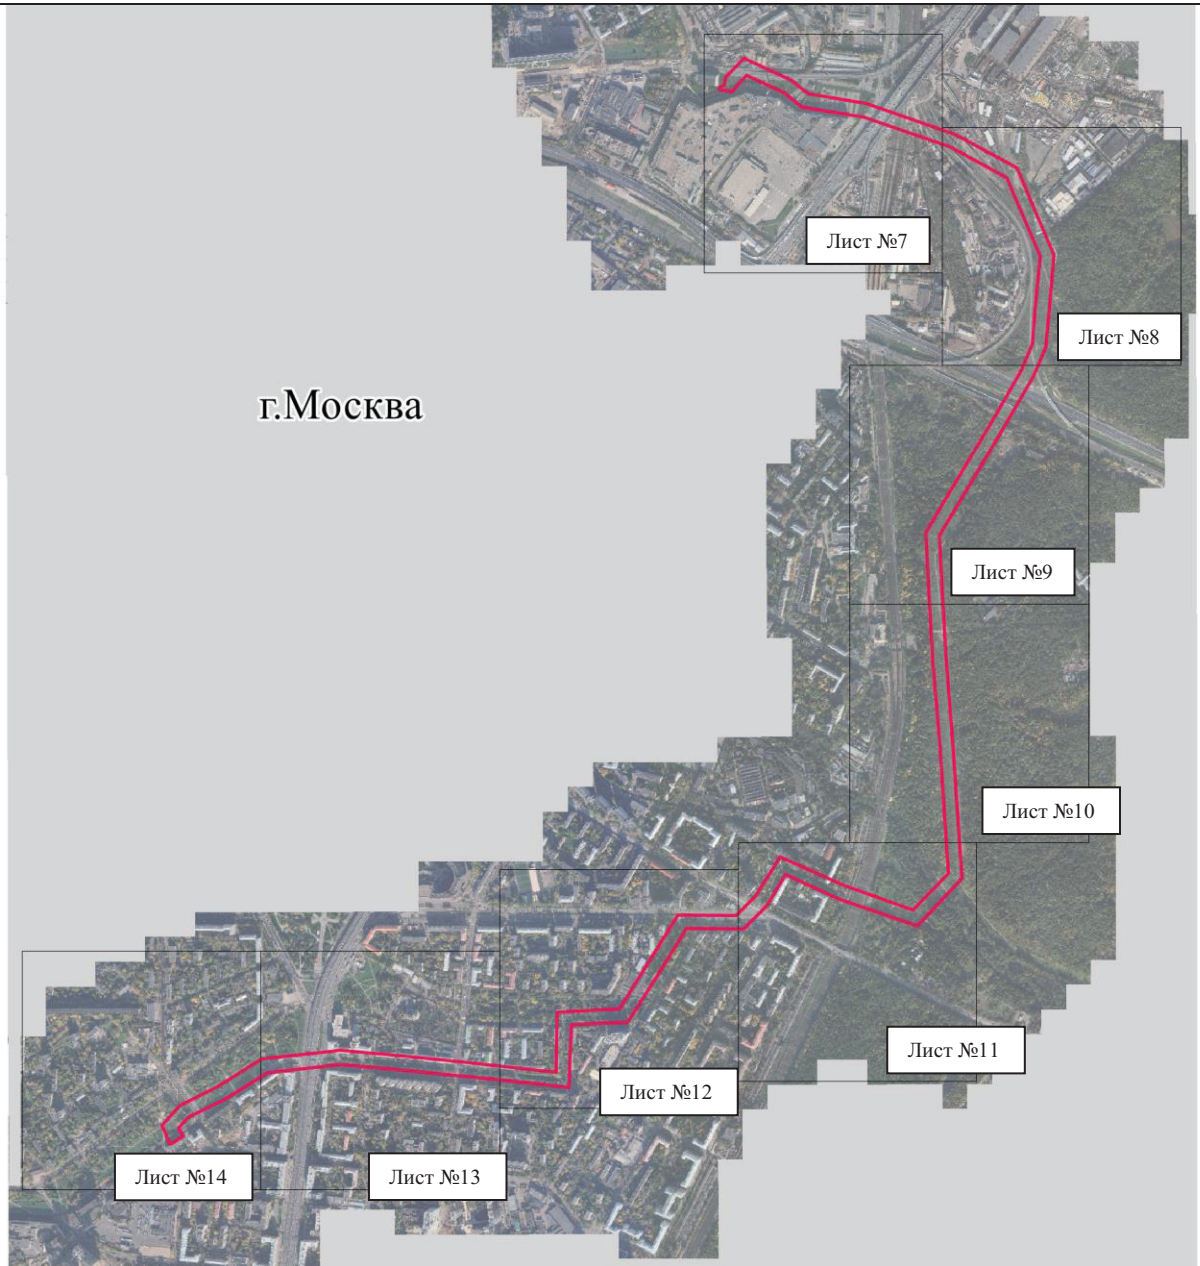 Лист №7
Лист №8
г.Москва
Лист №9
Лист №10
Лист №11
Лист №12
Лист №14
Лист №13